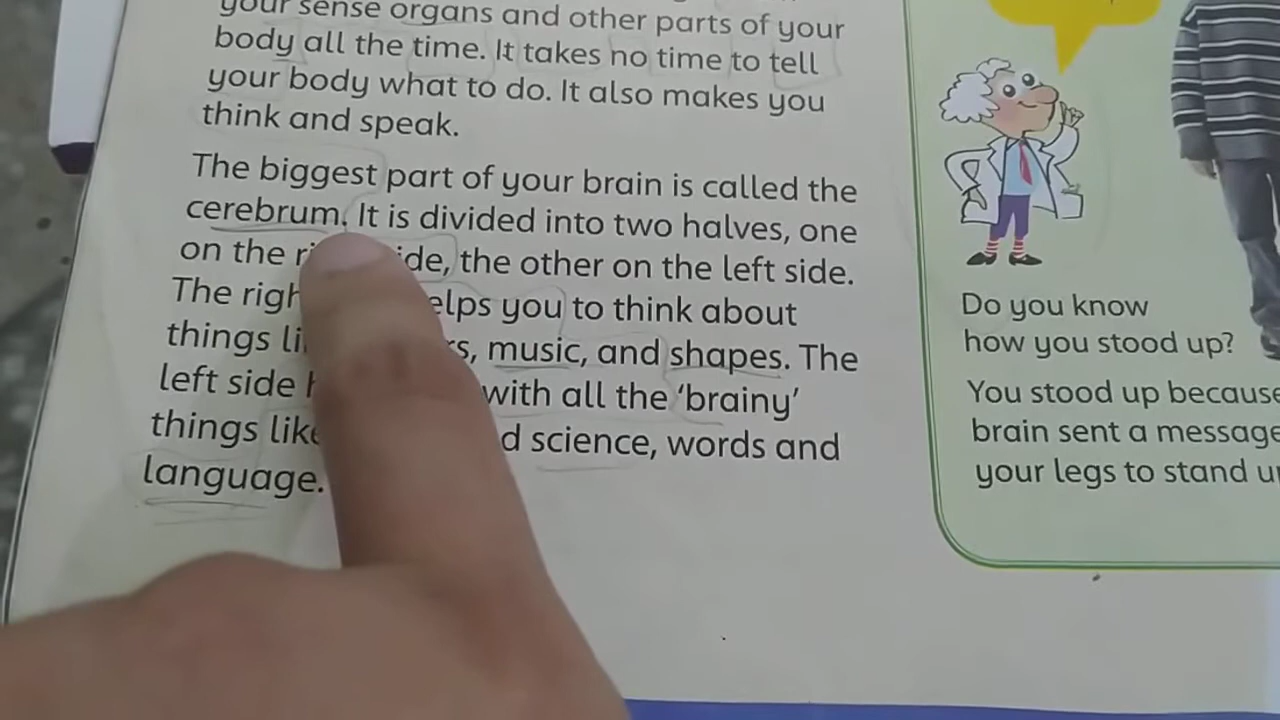 your sense organs and other parts of your
body all the time. It takes no time to tell
your body what to do. It also makes you
think and speak.
The biggest part of your brain is called the
cerebrum. It is divided into two halves, one
on the side, the other on the left side.
The helps you to think about
things music, and shapes. The
left side with all the ‘brainy’
things science, words and
language.
Do you know
how you stood up?
You stood up because
brain sent a message
your legs to stand